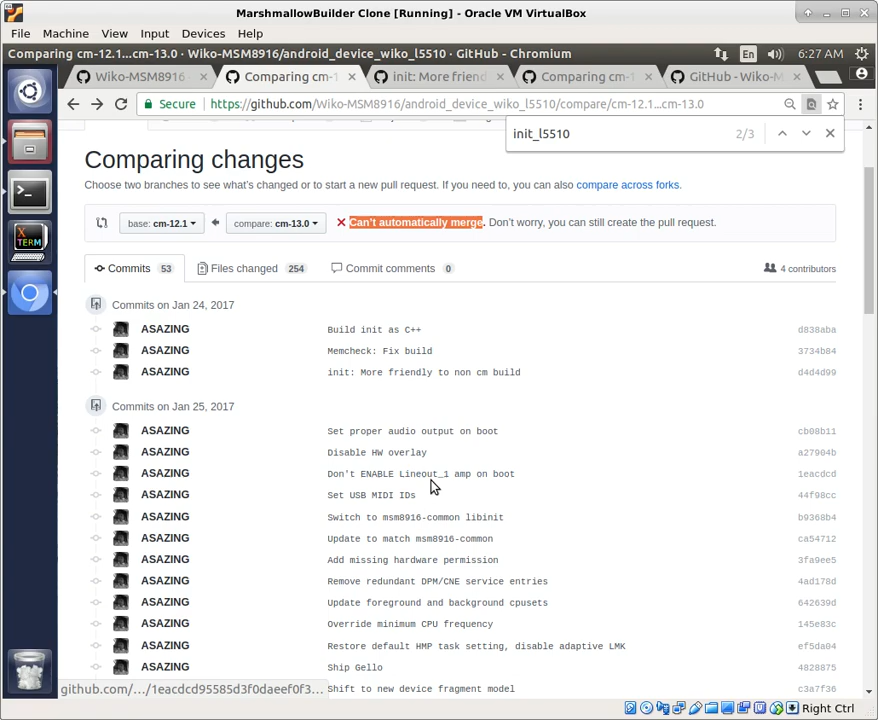 MarshmallowBuilder Clone [Running] - Oracle VM VirtualBox
File Machine View Input Devices Help
Comparing cm-12.1...cm-13.0 · Wiko-MSM8916/android_device_wiko_l5510 · GitHub - Chromium
En 6:27 AM
Wiko-MSM8916 × Comparing cm-1 × init: More friend × Comparing cm-1 × GitHub - Wiko-M ×
Secure https://github.com/Wiko-MSM8916/android_device_wiko_l5510/compare/cm-12.1...cm-13.0
init_l5510 2/3
Comparing changes
Choose two branches to see what's changed or to start a new pull request. If you need to, you can also compare across forks.
base: cm-12.1 compare: cm-13.0 Can't automatically merge. Don't worry, you can still create the pull request.
Commits 53 Files changed 254 Commit comments 0 4 contributors
Commits on Jan 24, 2017
ASAZING Build init as C++ d838aba
ASAZING Memcheck: Fix build 3734b84
ASAZING init: More friendly to non cm build d4d4d99
Commits on Jan 25, 2017
ASAZING Set proper audio output on boot cb08b11
ASAZING Disable HW overlay a27904b
ASAZING Don't ENABLE Lineout_1 amp on boot 1eacdcd
ASAZING Set USB MIDI IDs 44f98cc
ASAZING Switch to msm8916-common libinit b9368b4
ASAZING Update to match msm8916-common ca54712
ASAZING Add missing hardware permission 3fa9ee5
ASAZING Remove redundant DPM/CNE service entries 4ad178d
ASAZING Update foreground and background cpusets 642639d
ASAZING Override minimum CPU frequency 145e83c
ASAZING Restore default HMP task setting, disable adaptive LMK ef5da04
ASAZING Ship Gello 4828875
Shift to new device fragment model c3a7f36
github.com/.../1eacdcd95585d3f0daeef0f3...
X TERM
Right Ctrl